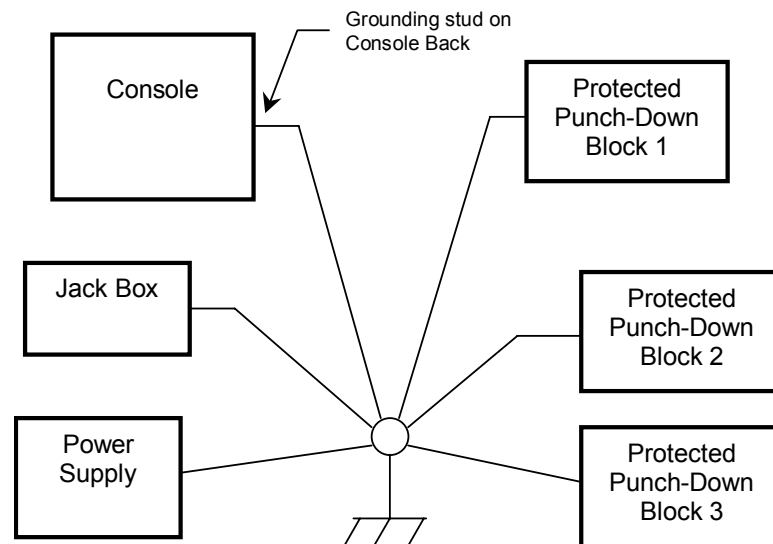 Grounding stud on
Console Back
Console
Protected
Punch-Down
Block 1
Jack Box
Protected
Punch-Down
Block 2
Power
Supply
Protected
Punch-Down
Block 3